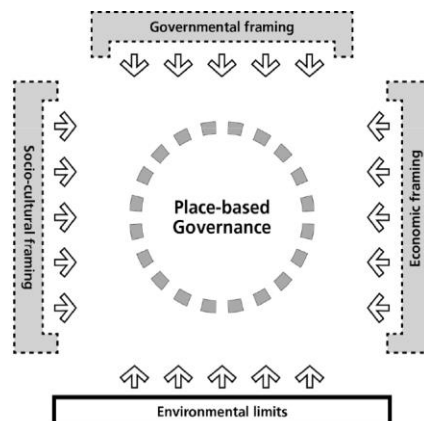 Governmental framing
Socio-cultural framing
Place-based
Governance
Economic framing
Environmental limits